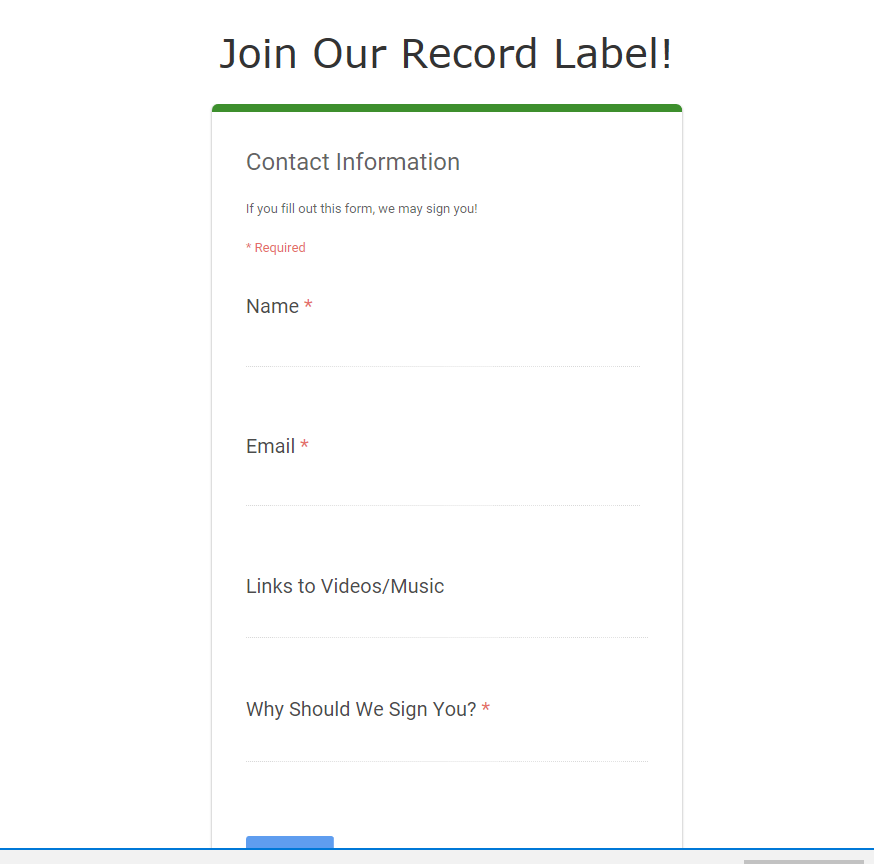 Join Our Record Label!
Contact Information
If you fill out this form, we may sign you!
* Required
Name *
Email *
Links to Videos/Music
Why Should We Sign You? *